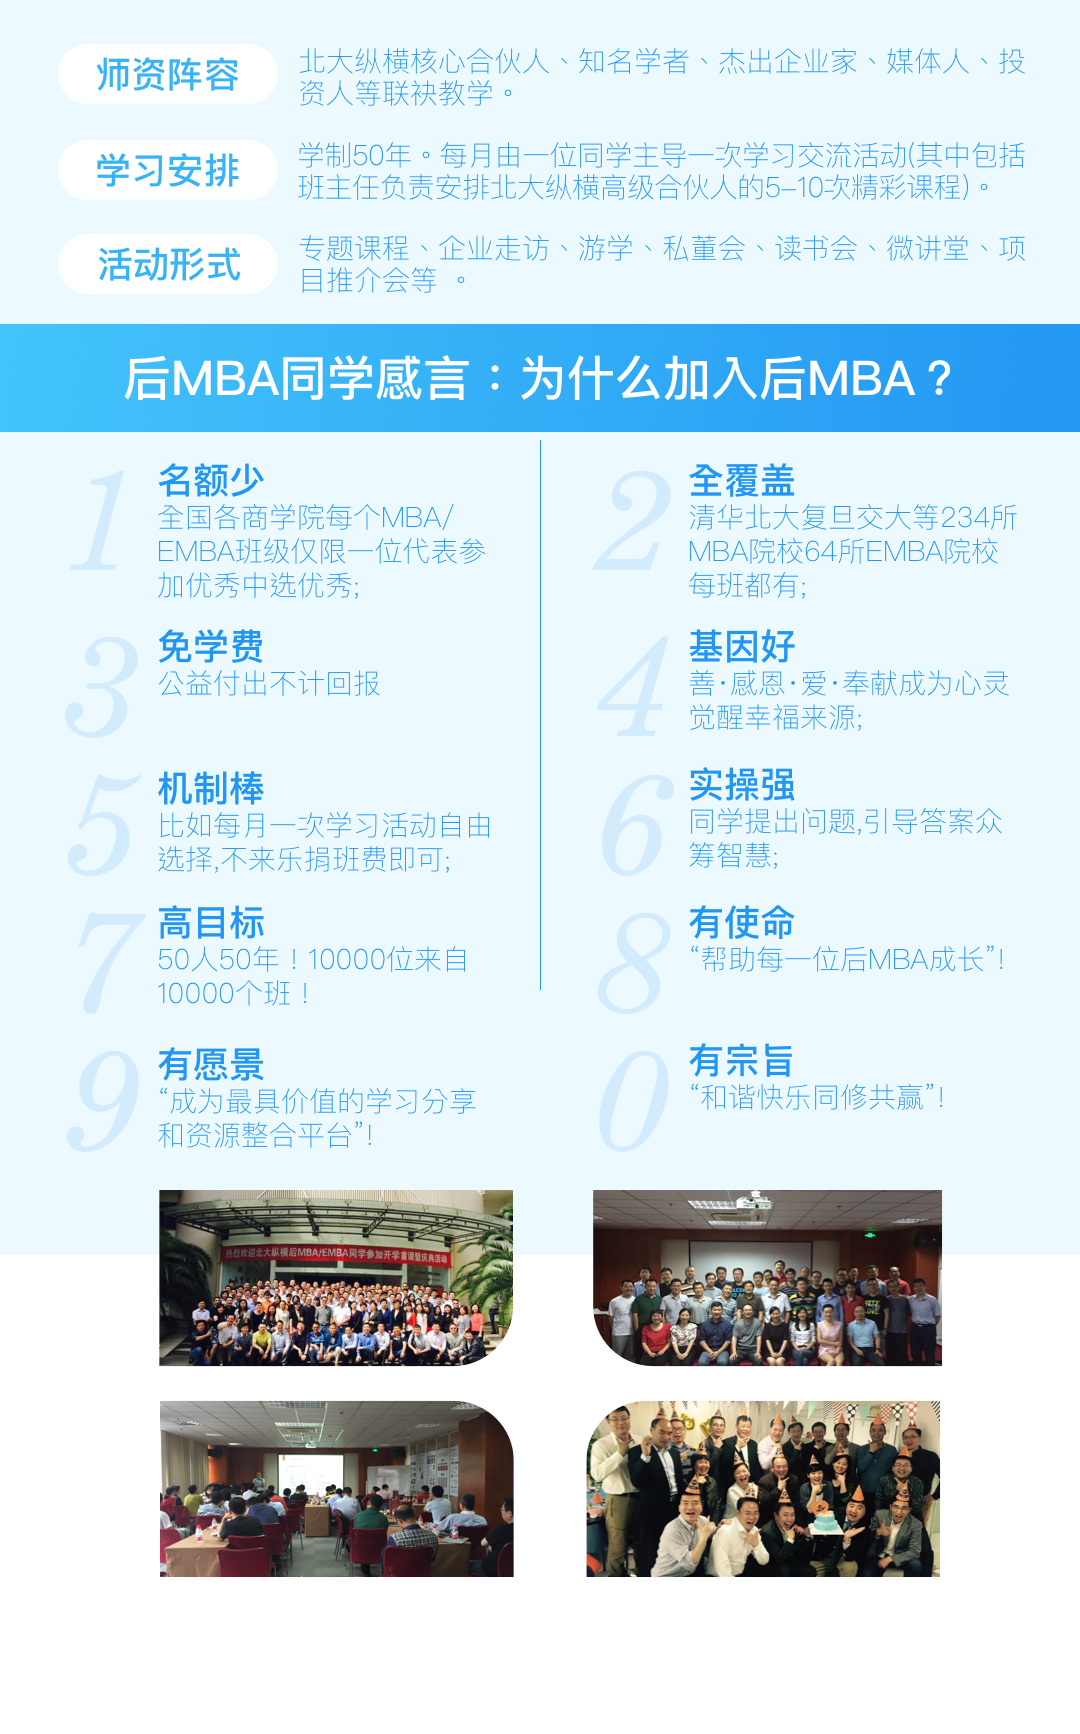 师资阵容
北大纵横核心合伙人、知名学者、杰出企业家、媒体人、投
资人等联袂教学。
学习安排
学制50年。每月由一位同学主导一次学习交流活动(其中包括
班主任负责安排北大纵横高级合伙人的5-10次精彩课程)。
活动形式
专题课程、企业走访、游学、私董会、读书会、微讲堂、项
目推介会等 。
后MBA同学感言：为什么加入后MBA？
1
名额少
全国各商学院每个MBA/
EMBA班级仅限一位代表参
加优秀中选优秀;
2
全覆盖
清华北大复旦交大等234所
MBA院校64所EMBA院校
每班都有;
3
免学费
公益付出不计回报
4
基因好
善·感恩·爱·奉献成为心灵
觉醒幸福来源;
5
机制棒
比如每月一次学习活动自由
选择,不来乐捐班费即可;
6
实操强
同学提出问题,引导答案众
筹智慧;
7
高目标
50人50年！10000位来自
10000个班！
8
有使命
“帮助每一位后MBA成长”!
9
有愿景
“成为最具价值的学习分享
和资源整合平台”!
0
有宗旨
“和谐快乐同修共赢”!
热烈欢迎北大纵横后MBA/EMBA同学参加开学首课暨庆典活动